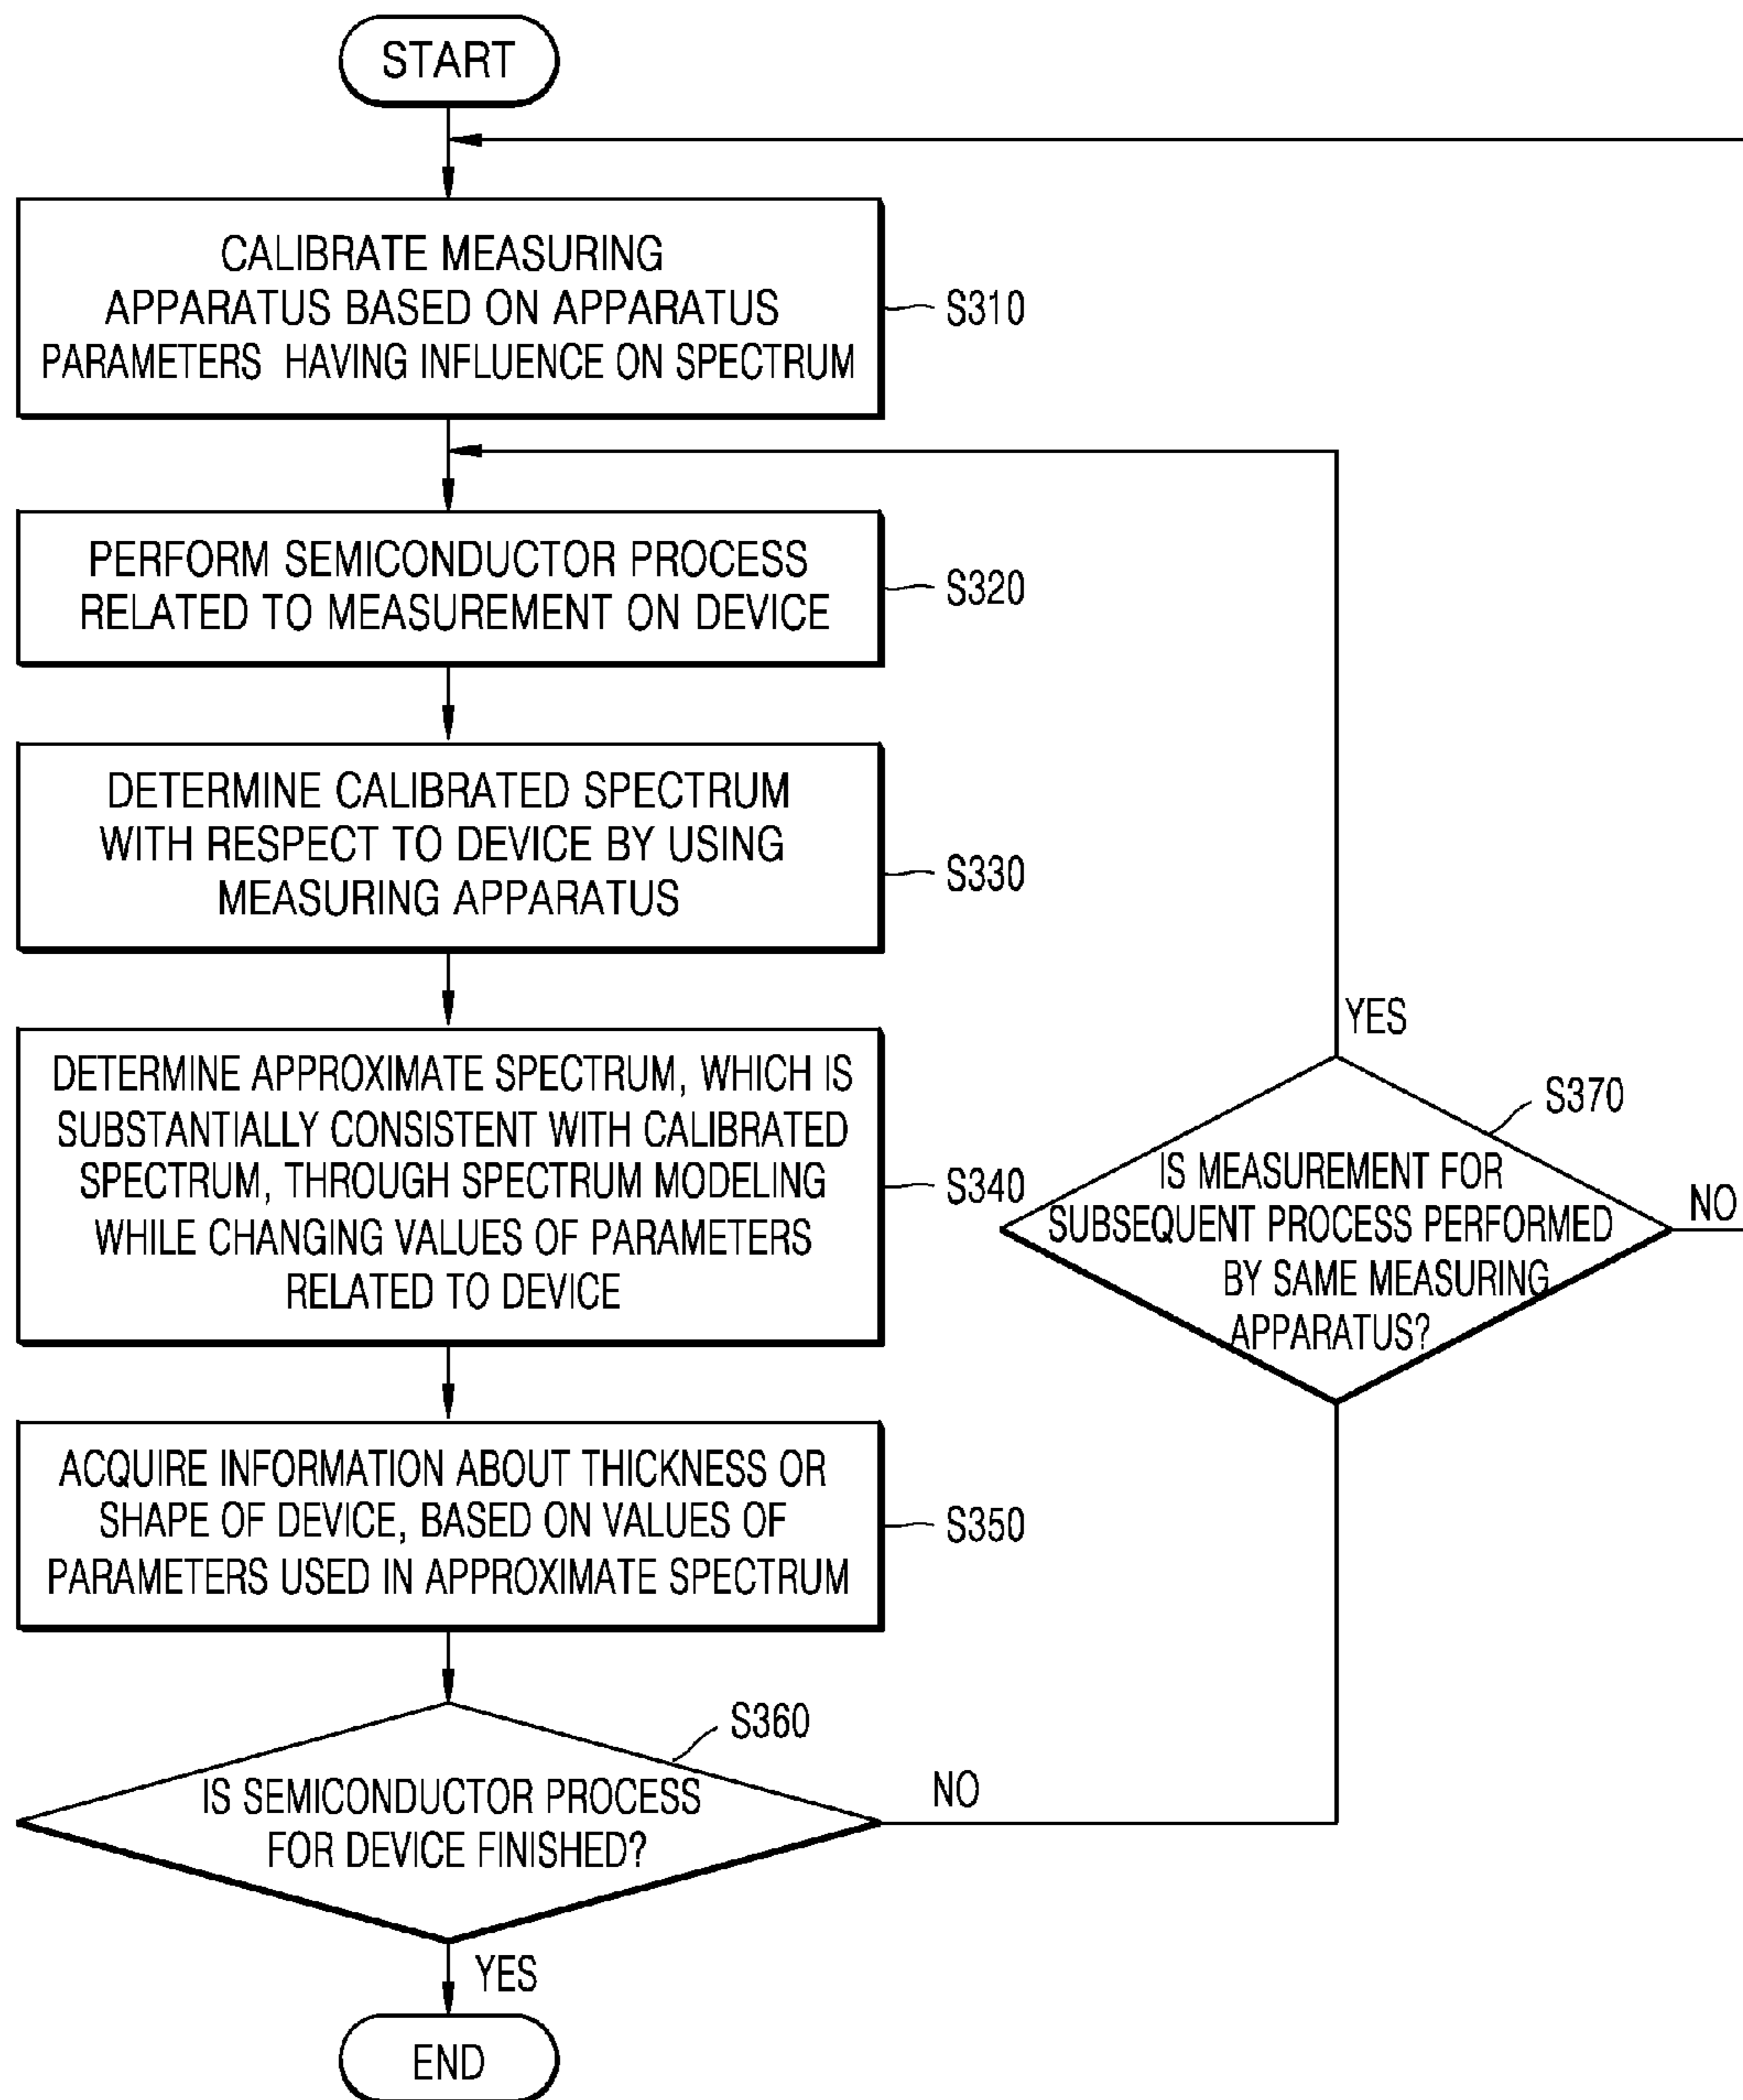 START
CALIBRATE MEASURING
APPARATUS BASED ON APPARATUS
PARAMETERS HAVING INFLUENCE ON SPECTRUM
S310
PERFORM SEMICONDUCTOR PROCESS
RELATED TO MEASUREMENT ON DEVICE
S320
DETERMINE CALIBRATED SPECTRUM
WITH RESPECT TO DEVICE BY USING
MEASURING APPARATUS
S330
DETERMINE APPROXIMATE SPECTRUM, WHICH IS
SUBSTANTIALLY CONSISTENT WITH CALIBRATED
SPECTRUM, THROUGH SPECTRUM MODELING
WHILE CHANGING VALUES OF PARAMETERS
RELATED TO DEVICE
S340
ACQUIRE INFORMATION ABOUT THICKNESS OR
SHAPE OF DEVICE, BASED ON VALUES OF
PARAMETERS USED IN APPROXIMATE SPECTRUM
S350
IS SEMICONDUCTOR PROCESS
FOR DEVICE FINISHED?
S360
NO
YES
END
YES
S370
IS MEASUREMENT FOR
SUBSEQUENT PROCESS PERFORMED
BY SAME MEASURING
APPARATUS?
NO